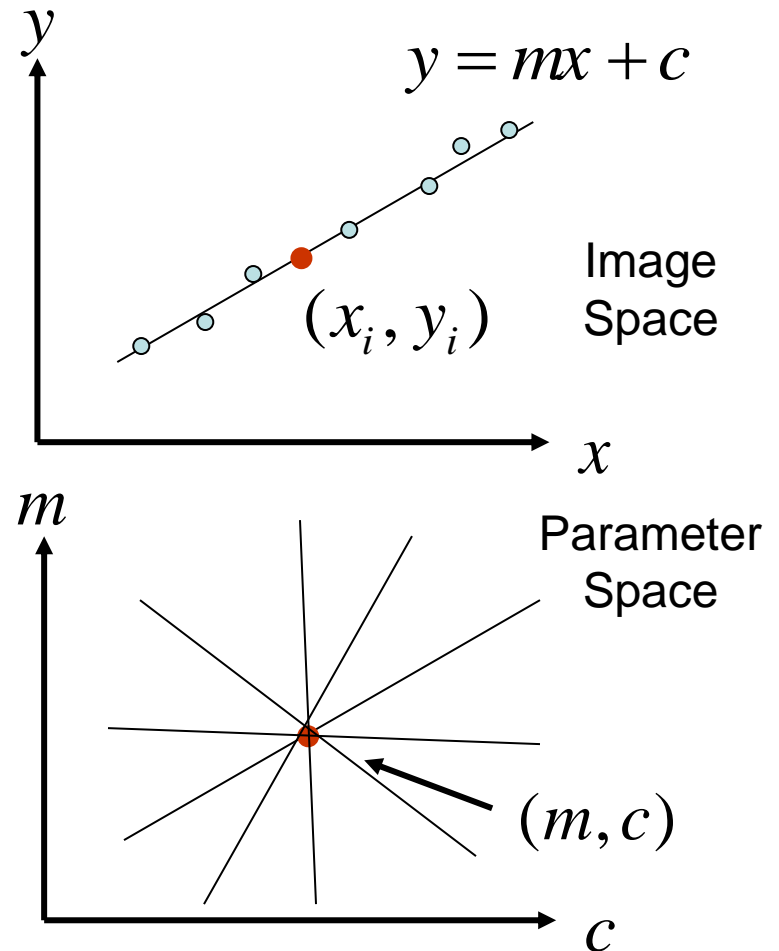 y
y = mx + c
Image
Space
(x_i, y_i)
x
m
Parameter
Space
(m, c)
c